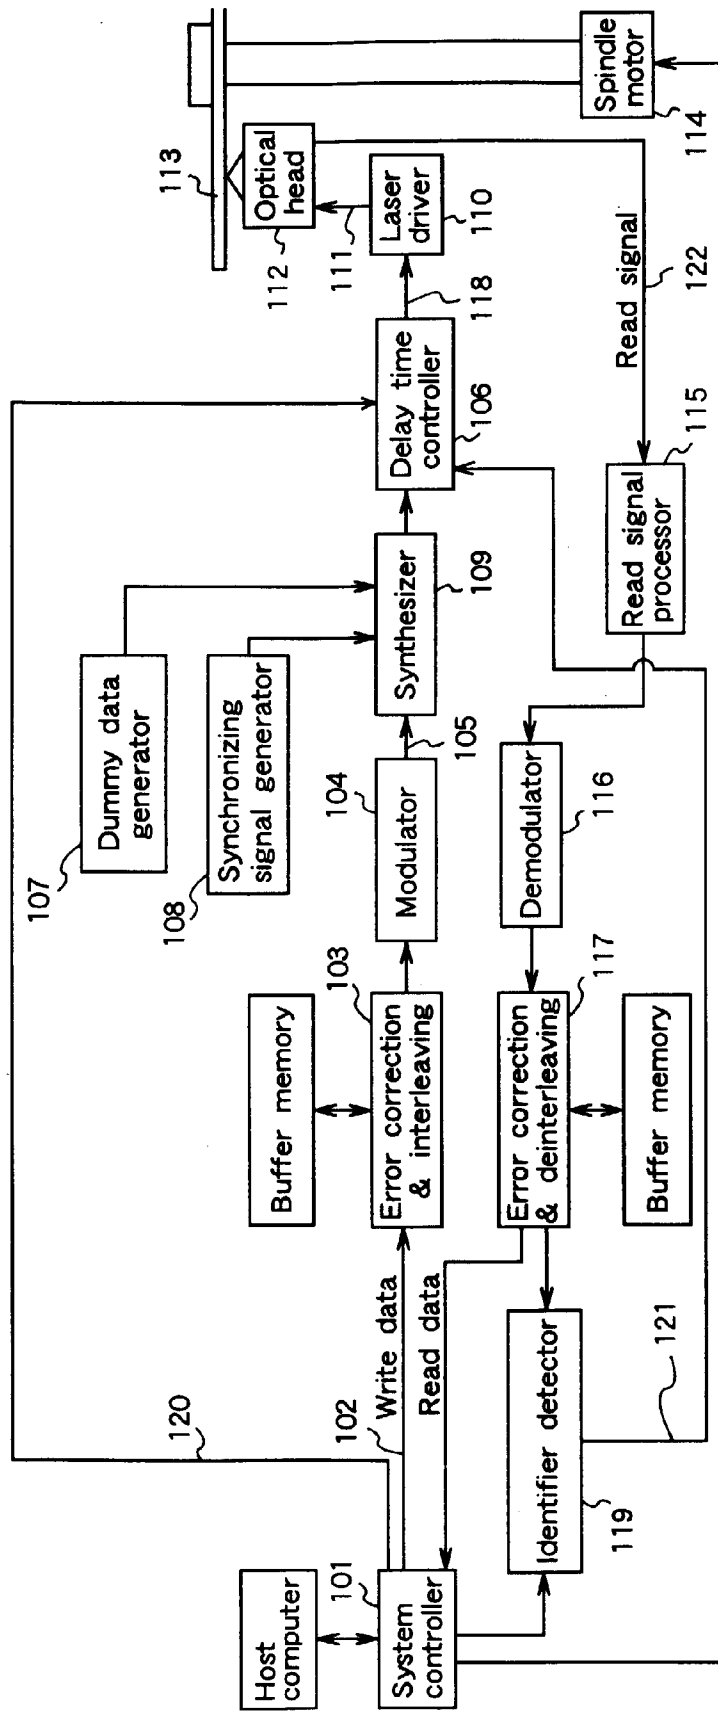 Host
computer
101
System
controller
120
102
Write data
Read data
Identifier detector
119
121
Buffer memory
103
Error correction
& interleaving
Error correction
& deinterleaving
117
Buffer memory
107
Dummy data
generator
108
Synchronizing
signal generator
104
Modulator
105
Demodulator
116
Synthesizer
109
Delay time
controller
106
118
Read signal
processor
115
Laser
driver
110
111
112
Optical
head
113
Read signal
122
Spindle
motor
114